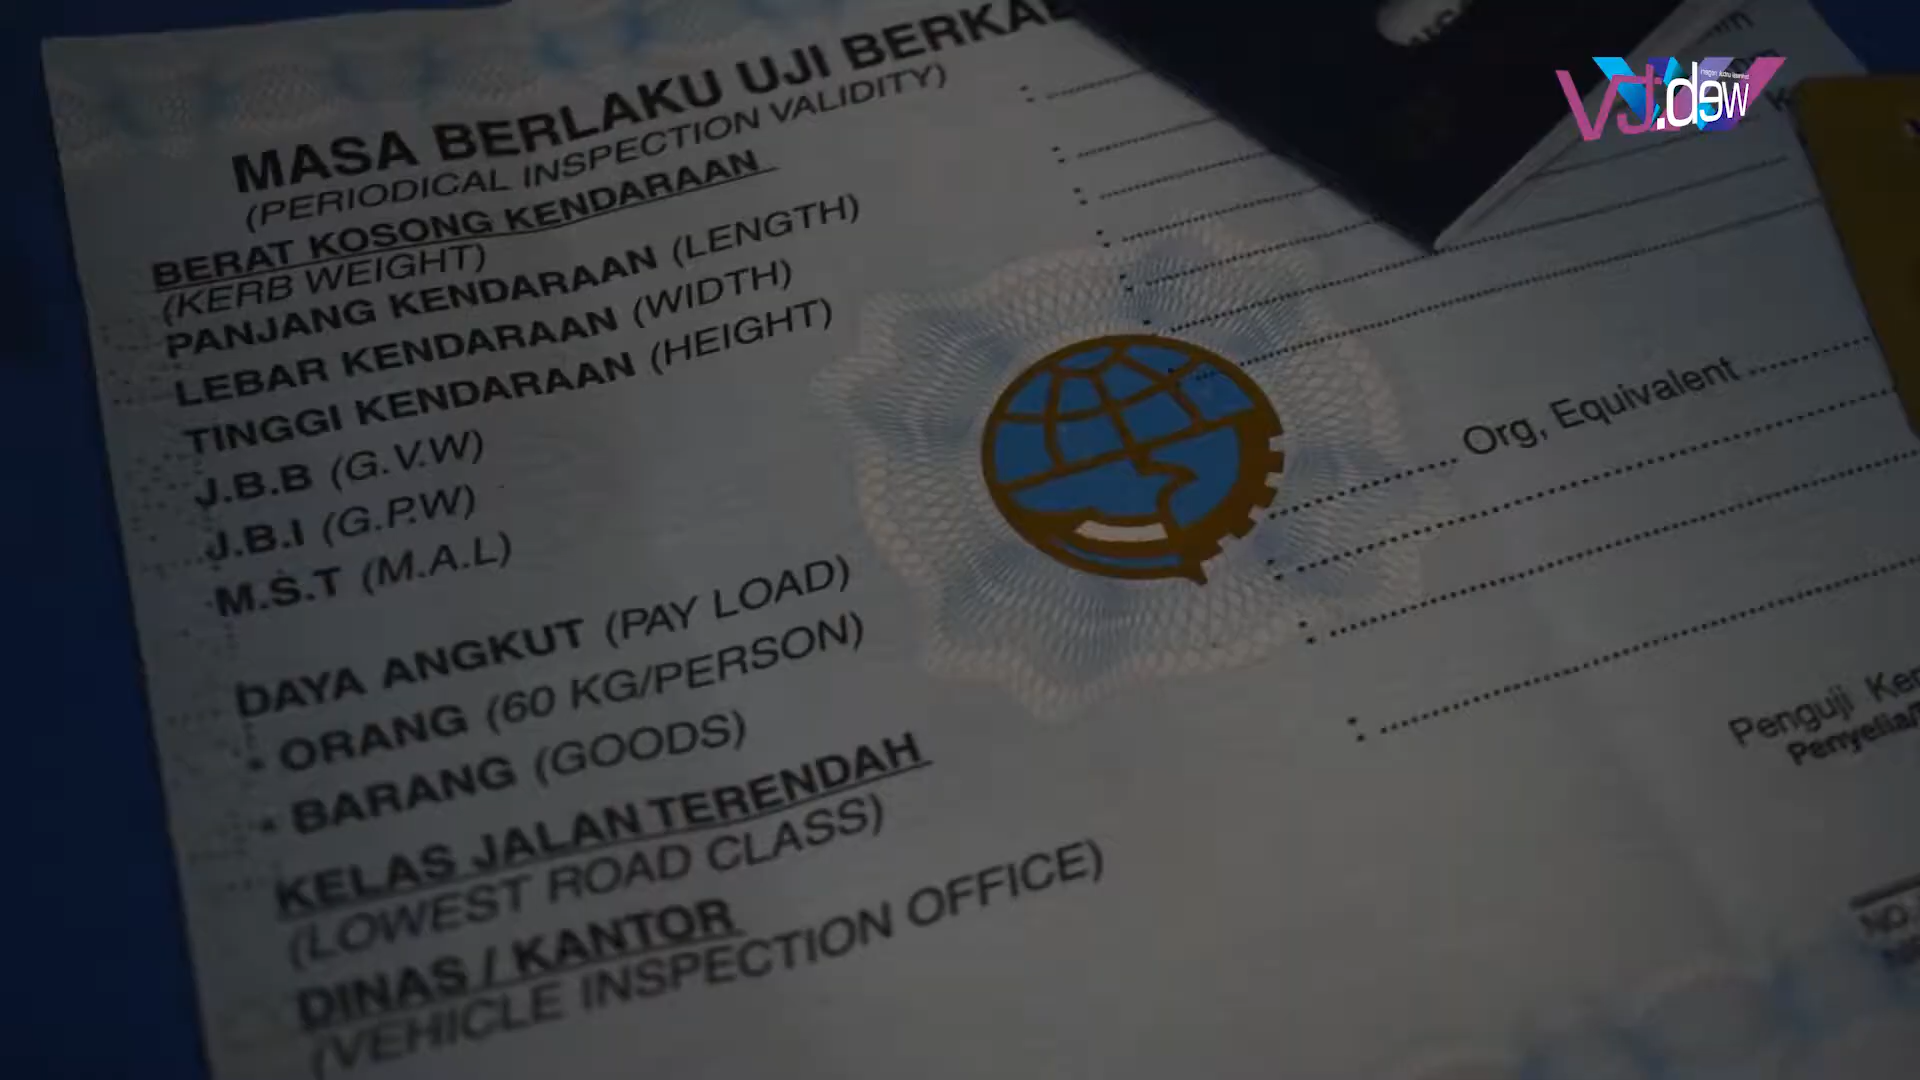 MASA BERLAKU UJI
(PERIODICAL INSPECTION VALIDITY)
BERAT KOSONG KENDARAAN
(KERB WEIGHT)
PANJANG KENDARAAN (LENGTH)
LEBAR KENDARAAN (WIDTH)
TINGGI KENDARAAN (HEIGHT)
J.B.B (G.V.W)
J.B.I (G.P.W)
M.S.T (M.A.L)
DAYA ANGKUT (PAY LOAD)
• ORANG (60 KG/PERSON)
• BARANG (GOODS)
Org, Equivalent
KELAS JALAN TERENDAH
(LOWEST ROAD CLASS)
DINAS / KANTOR
(VEHICLE INSPECTION OFFICE)
Penguji